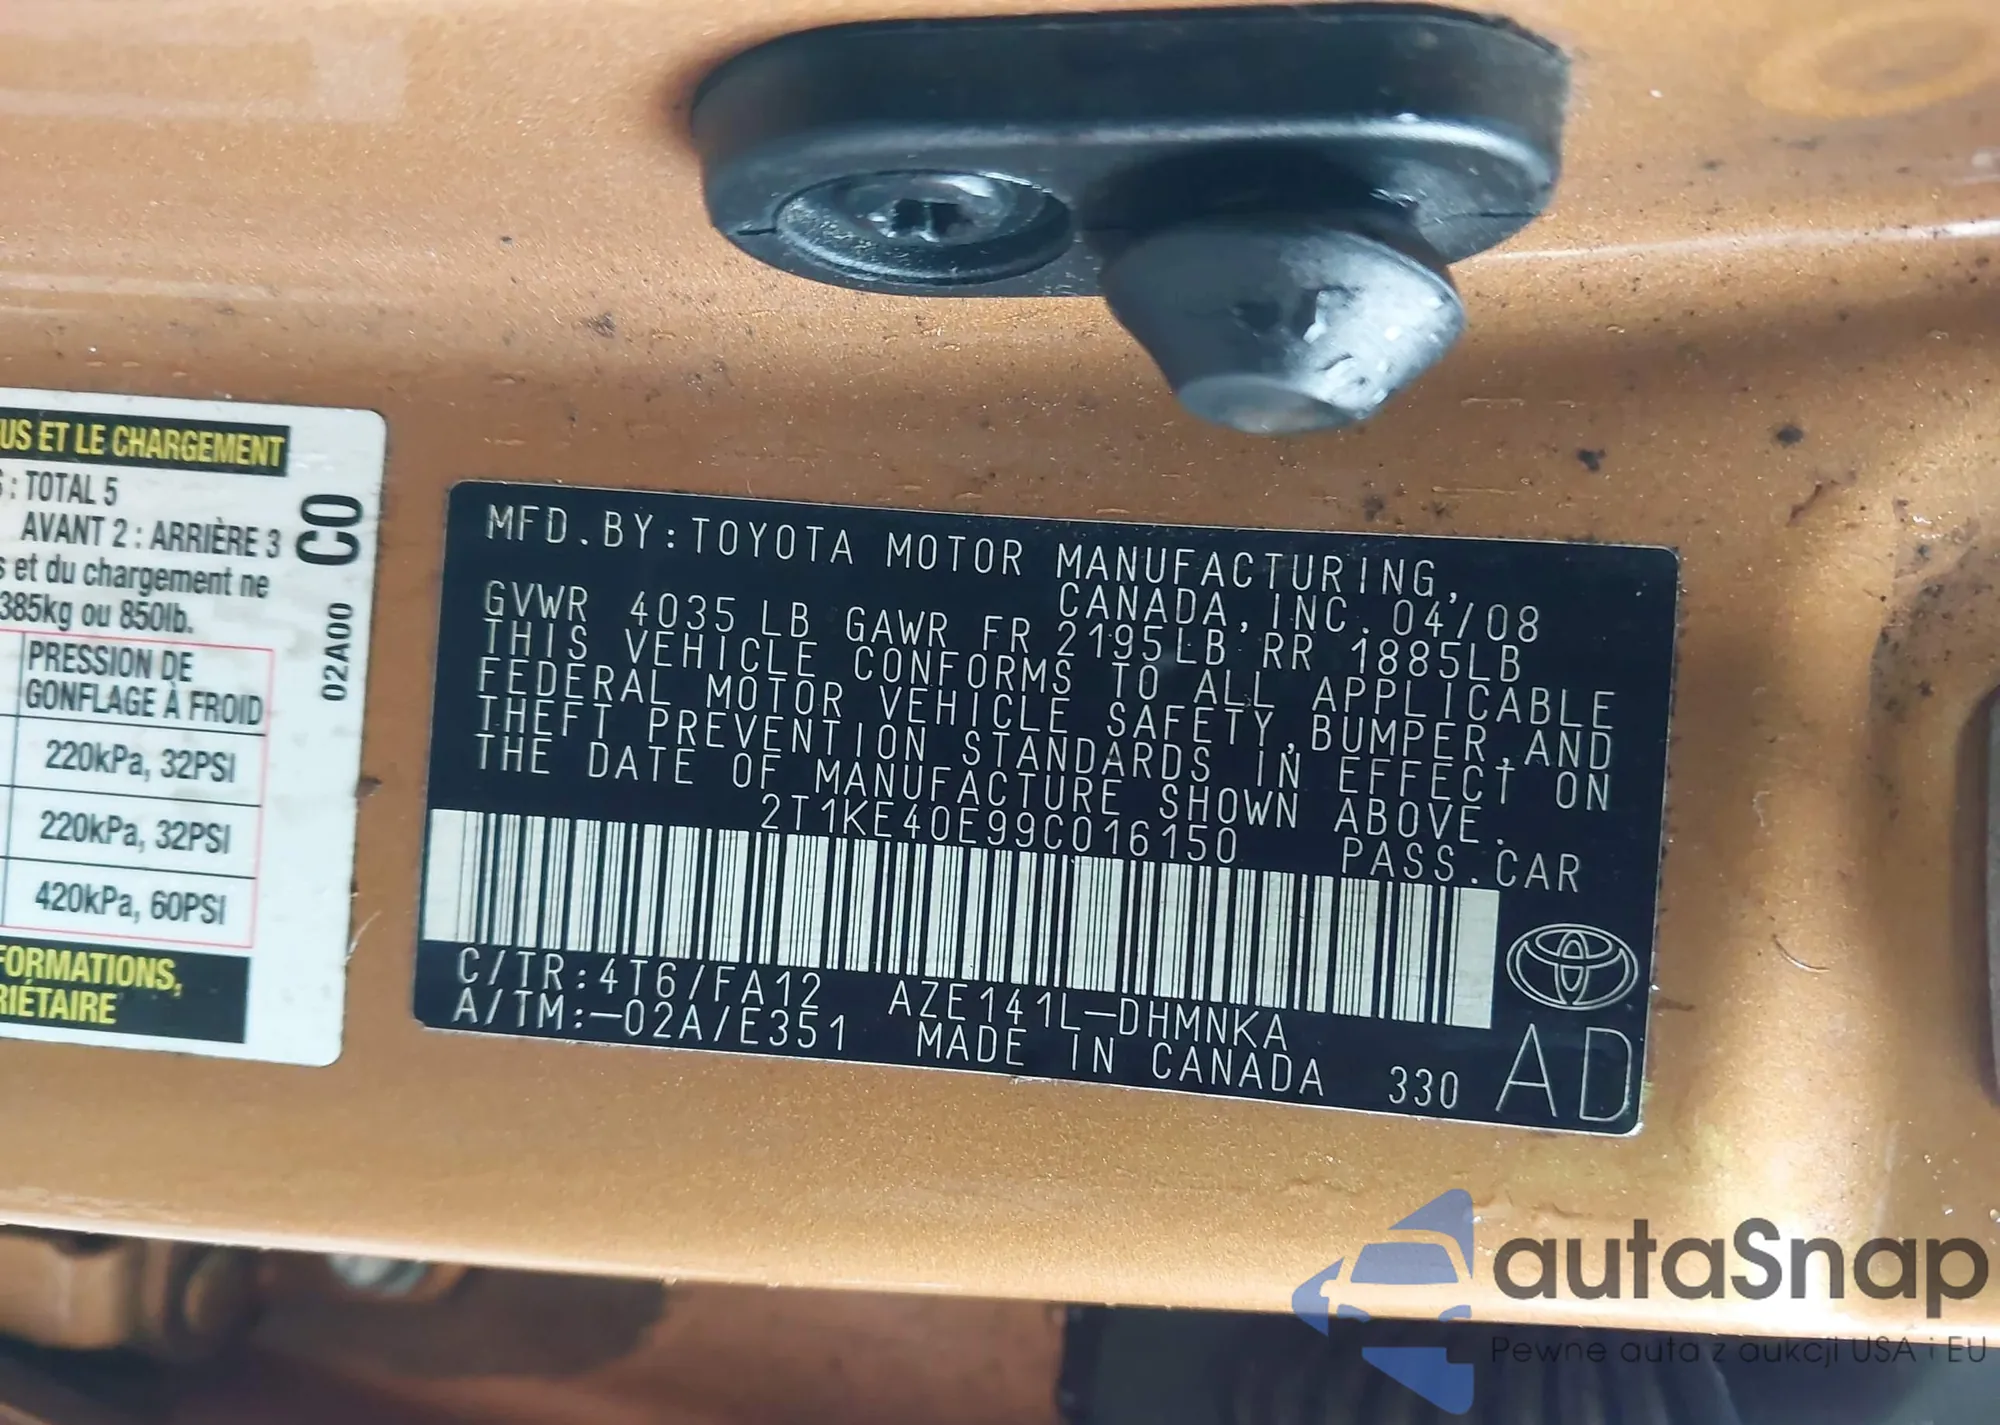 US ET LE CHARGEMENT
S : TOTAL 5
AVANT 2 : ARRIÈRE 3
s et du chargement ne
385kg ou 850lb.
PRESSION DE
GONFLAGE À FROID
220kPa, 32PSI
220kPa, 32PSI
420kPa, 60PSI
FORMATIONS,
RIÉTAIRE
C0
02A00
MFD.BY:TOYOTA MOTOR MANUFACTURING,
CANADA,INC. 04/08
GVWR 4035LB GAWR FR 2195LB RR 1885LB
THIS VEHICLE CONFORMS TO ALL APPLICABLE
FEDERAL MOTOR VEHICLE SAFETY,BUMPER,AND
THEFT PREVENTION STANDARDS IN EFFECT ON
THE DATE OF MANUFACTURE SHOWN ABOVE.
2T1KE40E99C016150 PASS.CAR
C/TR:4T6/FA12 AZE141L-DHMNKA
A/TM:-02A/E351 MADE IN CANADA 330
AD
autaSnap
Pewne auta z aukcji USA i EU